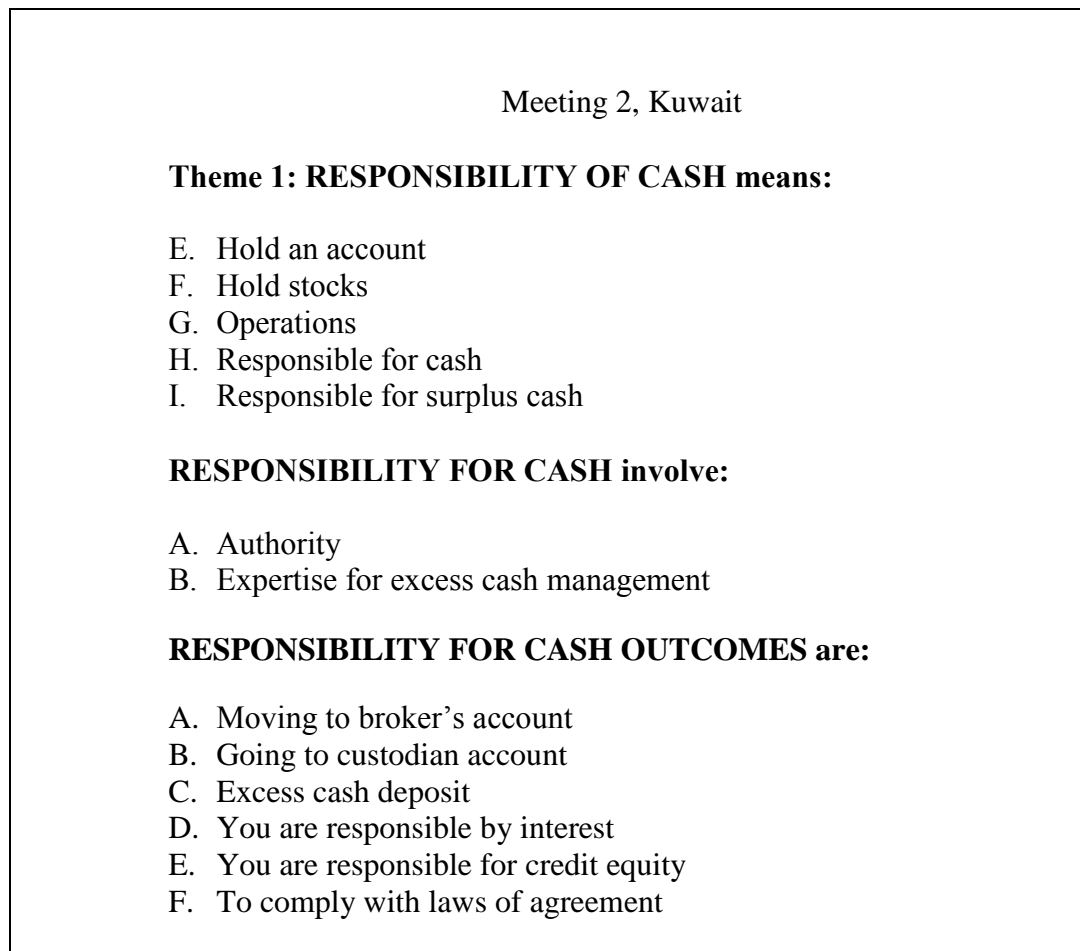 Meeting 2, Kuwait
Theme 1: RESPONSIBILITY OF CASH means:
E. Hold an account
F. Hold stocks
G. Operations
H. Responsible for cash
I. Responsible for surplus cash
RESPONSIBILITY FOR CASH involve:
A. Authority
B. Expertise for excess cash management
RESPONSIBILITY FOR CASH OUTCOMES are:
A. Moving to broker’s account
B. Going to custodian account
C. Excess cash deposit
D. You are responsible by interest
E. You are responsible for credit equity
F. To comply with laws of agreement